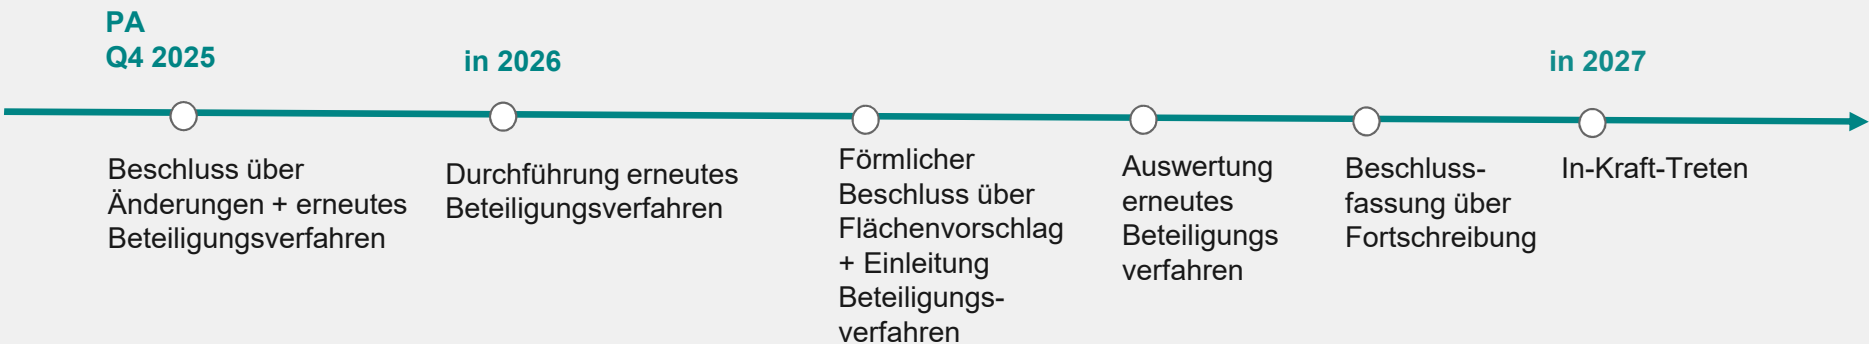 PA
Q4 2025
in 2026
in 2027
Beschluss über
Änderungen + erneutes
Beteiligungsverfahren
Durchführung erneutes
Beteiligungsverfahren
Förmlicher
Beschluss über
Flächenvorschlag
+ Einleitung
Beteiligungs-
verfahren
Auswertung
erneutes
Beteiligungs
verfahren
Beschluss-
fassung über
Fortschreibung
In-Kraft-Treten